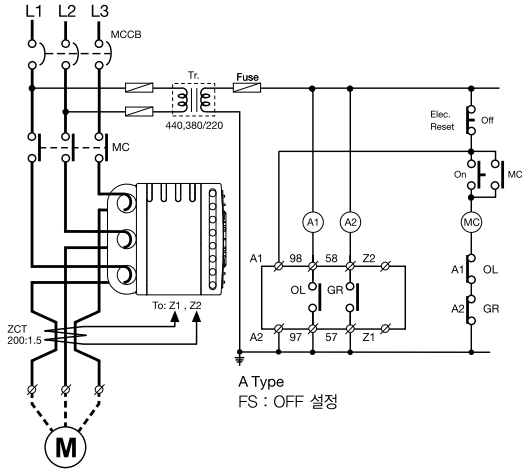 L1 L2 L3
MCCB
Tr.
Fuse
440,380/220
Elec.
Reset
Off
MC
On
MC
A1
A2
MC
A1 98 58 Z2
A1 OL
OL GR
A2 GR
To: Z1 , Z2
ZCT
200:1.5
A2 97 57 Z1
A Type
FS : OFF 설정
M